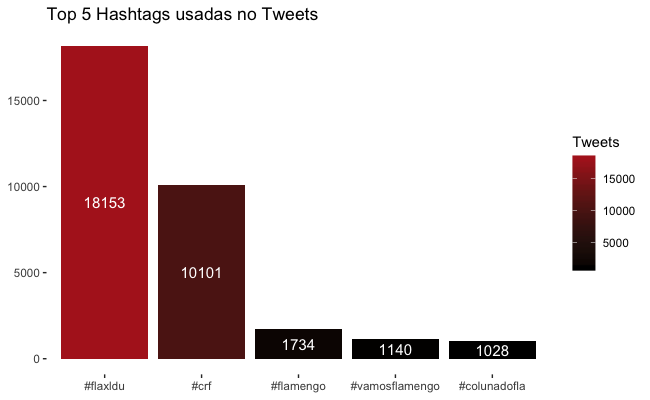 Top 5 Hashtags usadas no Tweets
15000
10000
5000
0
18153
10101
1734
1140
1028
#flaxldu
#crf
#flamengo
#vamosflamengo
#colunadofla
Tweets
15000
10000
5000